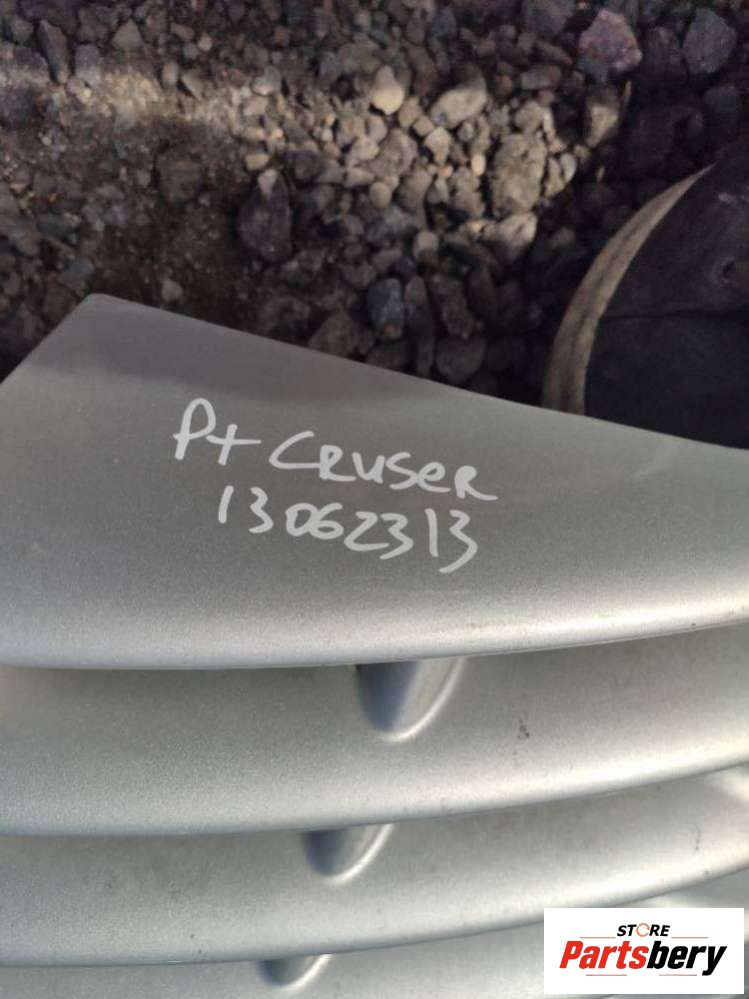 Pt CRUSER
13062313
STORE
Partsbery